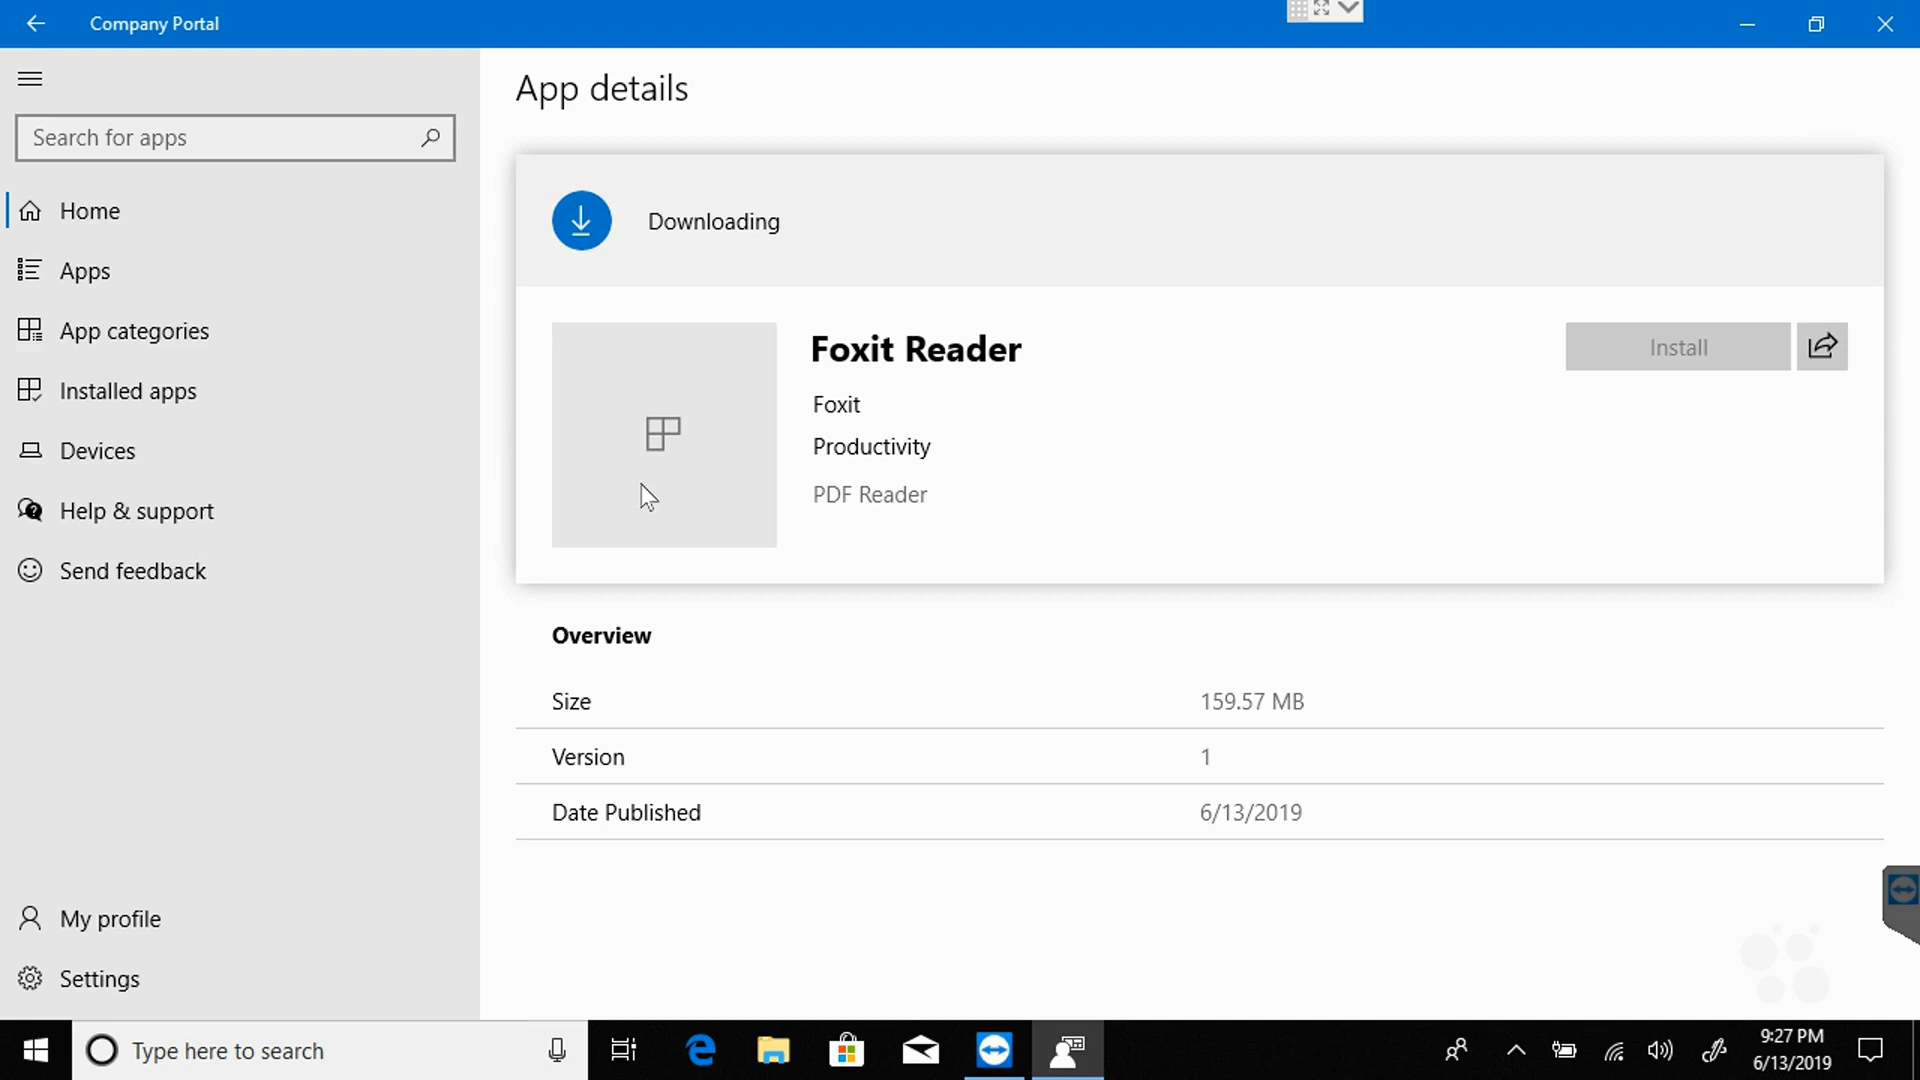 Company Portal
Search for apps
Home
Apps
App categories
Installed apps
Devices
Help & support
Send feedback
My profile
Settings
App details
Downloading
Foxit Reader
Install
Foxit
Productivity
PDF Reader
Overview
Size 159.57 MB
Version 1
Date Published 6/13/2019
Type here to search
9:27 PM
6/13/2019